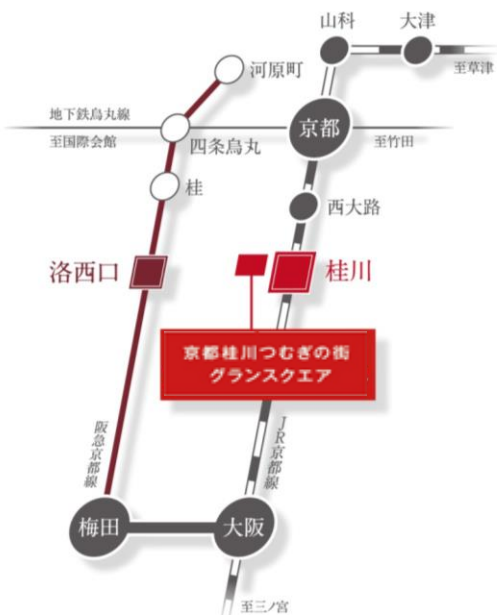 山科
大津
至草津
河原町
地下鉄烏丸線
至国際会館
四条烏丸
京都
至竹田
桂
西大路
洛西口
桂川
京都桂川つむぎの街
グランスクエア
阪急京都線
JR京都線
梅田
大阪
至三ノ宮